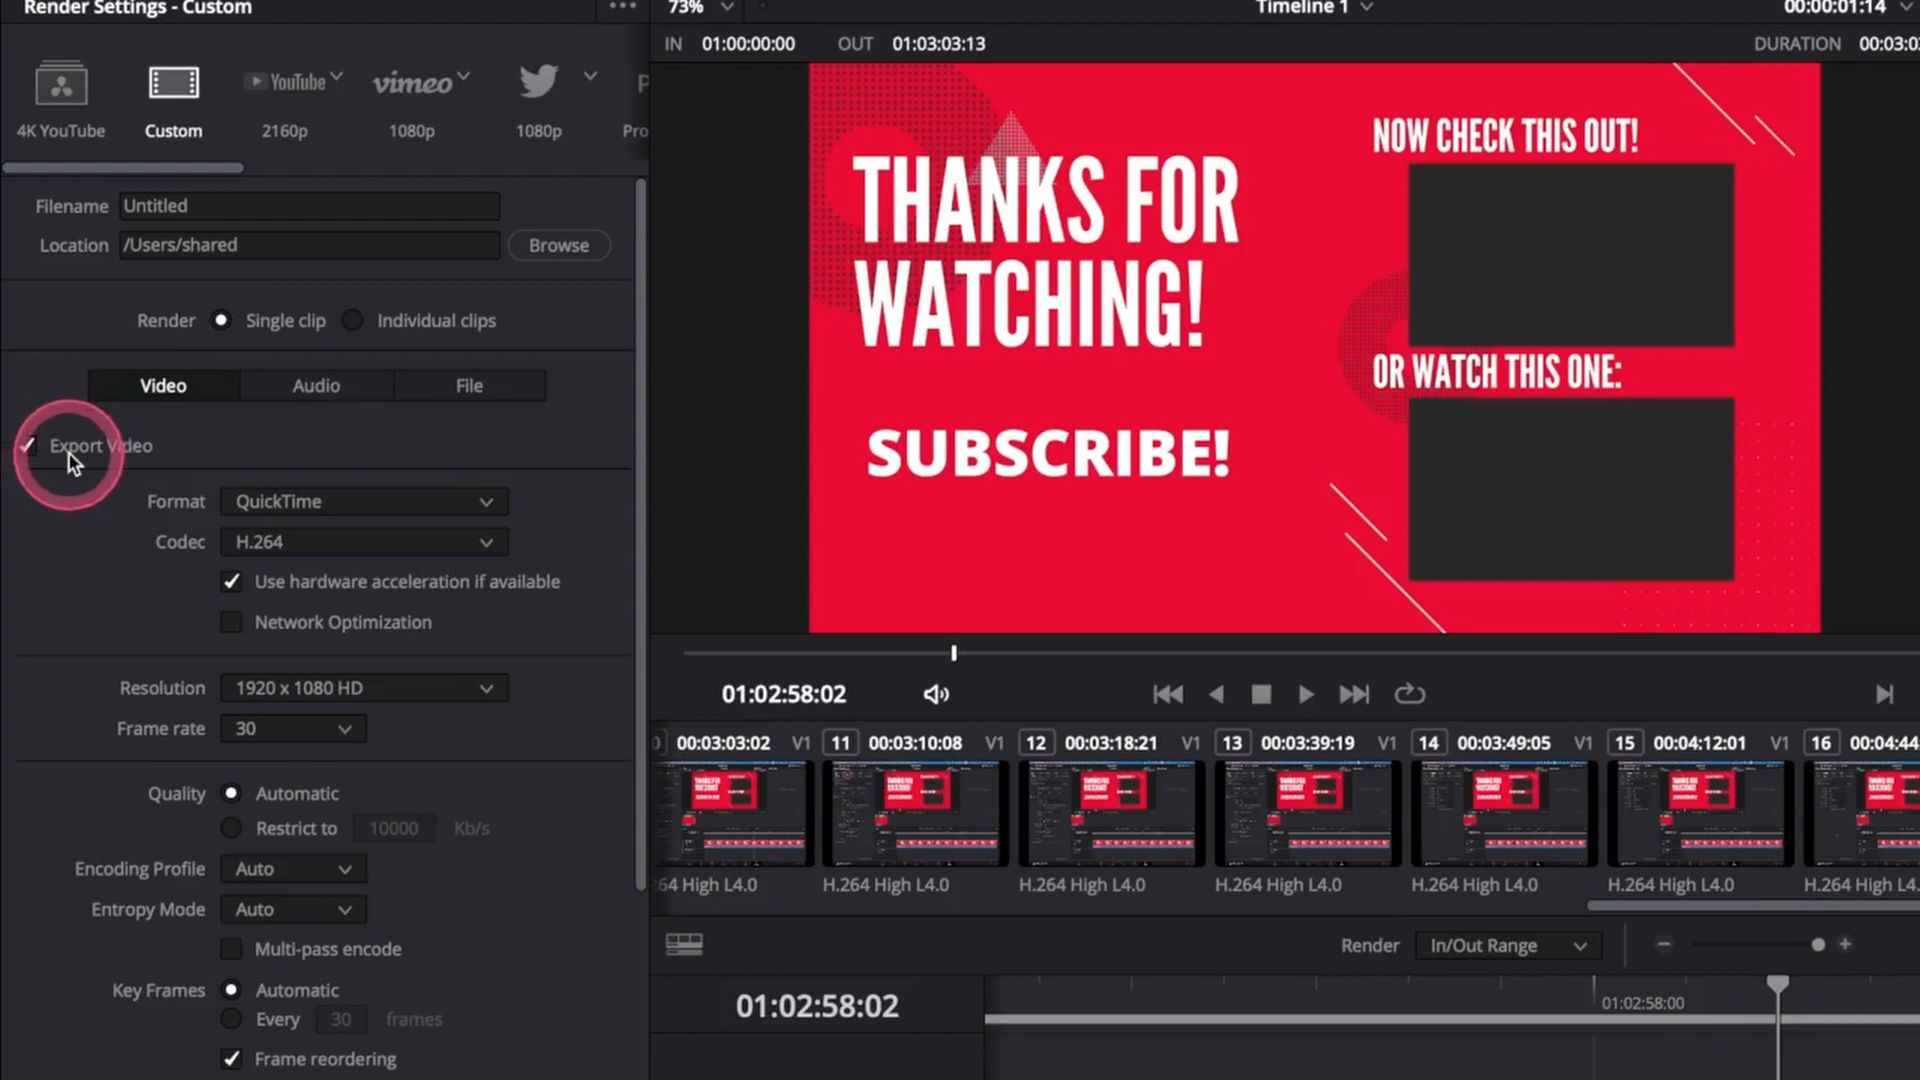 Render Settings - Custom
73%
Timeline 1
00:00:01:14
IN 01:00:00:00 OUT 01:03:03:13
DURATION
YouTube
vimeo
4K YouTube
Custom
2160p
1080p
1080p
Filename Untitled
Location /Users/shared Browse
Render Single clip Individual clips
Video Audio File
Export Video
Format QuickTime
Codec H.264
Use hardware acceleration if available
Network Optimization
Resolution 1920 x 1080 HD
Frame rate 30
Quality Automatic
Restrict to 10000 Kb/s
Encoding Profile Auto
Entropy Mode Auto
Multi-pass encode
Key Frames Automatic
Every 30 frames
Frame reordering
THANKS FOR
WATCHING!
SUBSCRIBE!
NOW CHECK THIS OUT!
OR WATCH THIS ONE:
01:02:58:02
00:03:03:02 V1 11 00:03:10:08 V1 12 00:03:18:21 V1 13 00:03:39:19 V1 14 00:03:49:05 V1 15 00:04:12:01 V1 16 00:04:44
64 High L4.0 H.264 High L4.0 H.264 High L4.0 H.264 High L4.0 H.264 High L4.0 H.264 High L4.0 H.264 High L4.
Render In/Out Range
01:02:58:02
01:02:58:00